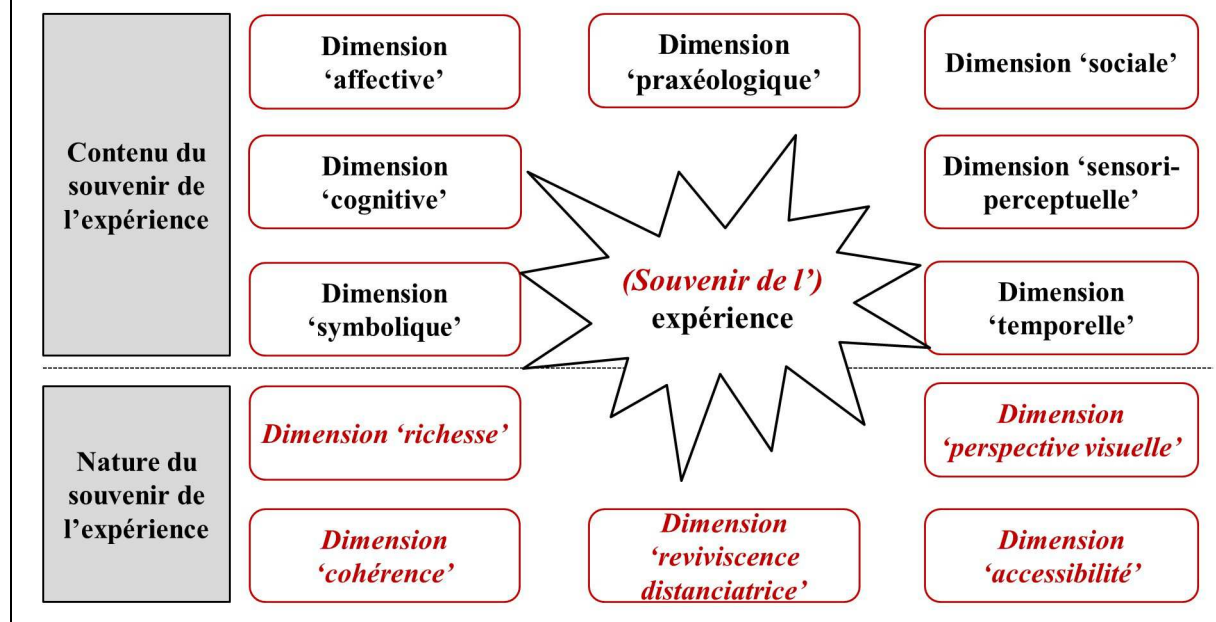 Contenu du
souvenir de
l’expérience
Dimension
‘affective’
Dimension
‘praxéologique’
Dimension ‘sociale’
Dimension
‘cognitive’
Dimension ‘sensori-
perceptuelle’
Dimension
‘symbolique’
(Souvenir de l’)
expérience
Dimension
‘temporelle’
Nature du
souvenir de
l’expérience
Dimension ‘richesse’
Dimension
‘perspective visuelle’
Dimension
‘cohérence’
Dimension
‘reviviscence
distanciatrice’
Dimension
‘accessibilité’